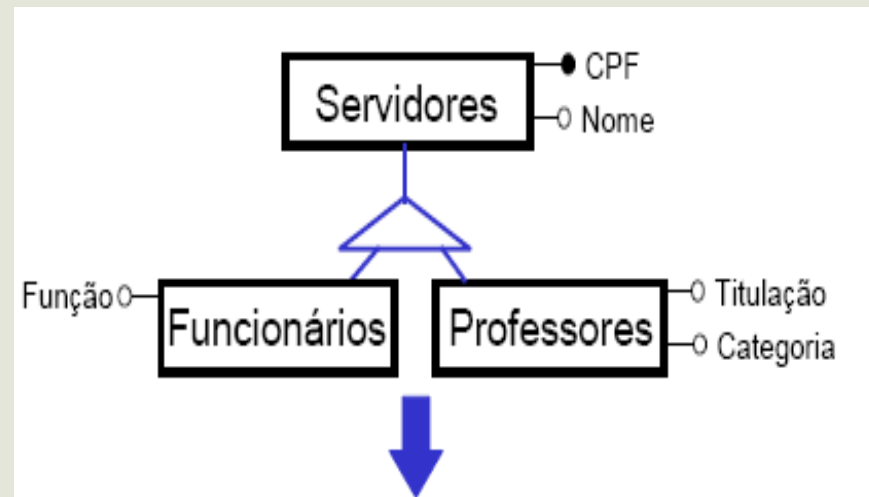 Servidores
CPF
Nome
Função
Funcionários
Professores
Titulação
Categoria